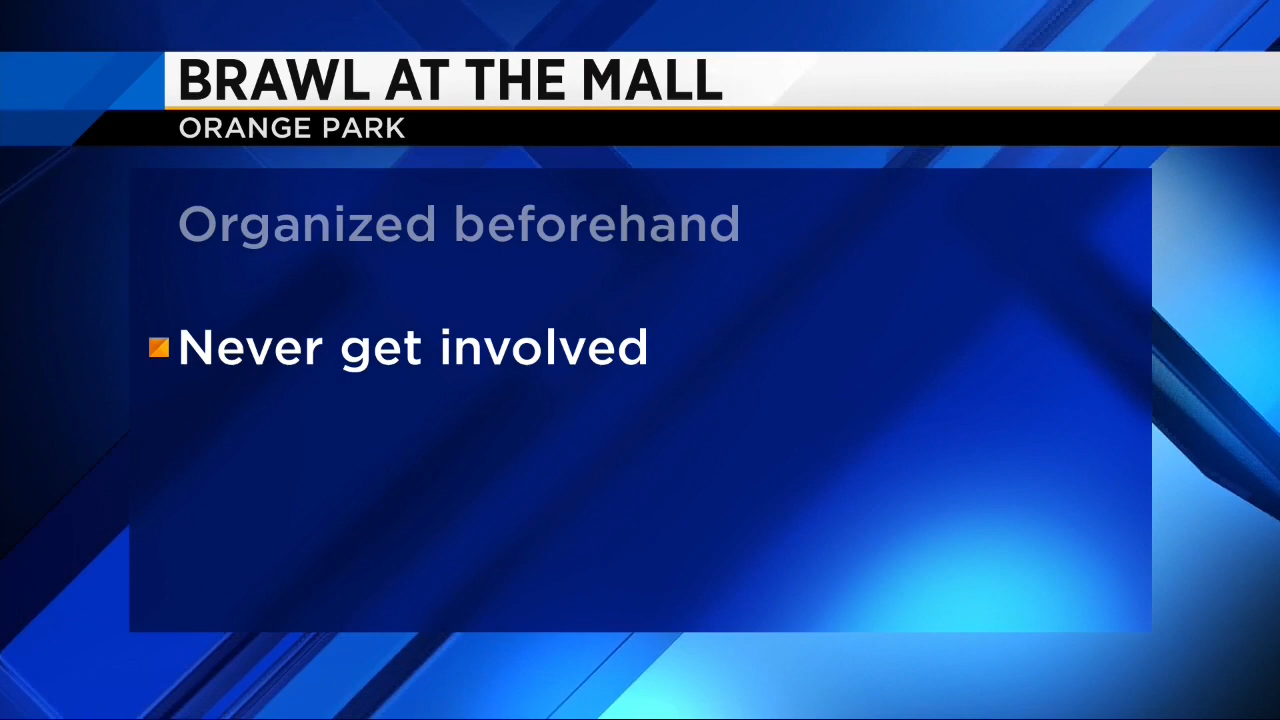 BRAWL AT THE MALL
ORANGE PARK
Organized beforehand
Never get involved